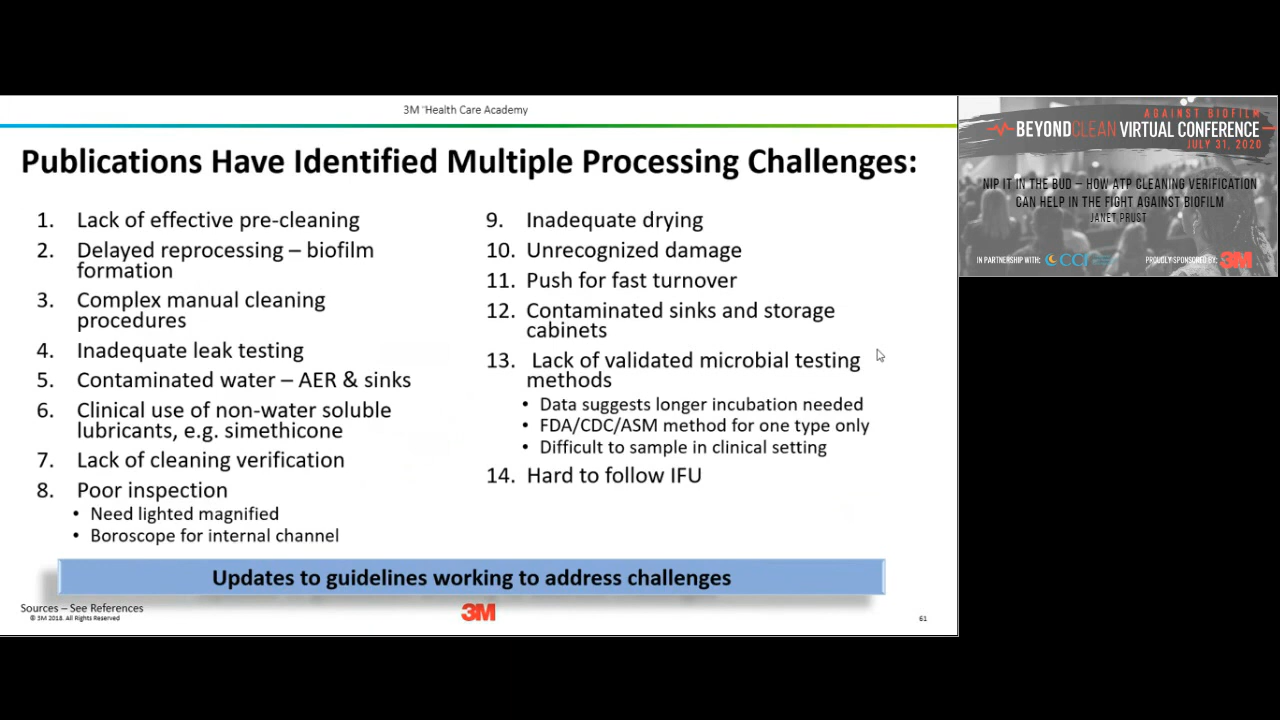 3M ¨Health Care Academy
Publications Have Identified Multiple Processing Challenges:
1. Lack of effective pre-cleaning
2. Delayed reprocessing – biofilm
formation
3. Complex manual cleaning
procedures
4. Inadequate leak testing
5. Contaminated water – AER & sinks
6. Clinical use of non-water soluble
lubricants, e.g. simethicone
7. Lack of cleaning verification
8. Poor inspection
• Need lighted magnified
• Boroscope for internal channel
9. Inadequate drying
10. Unrecognized damage
11. Push for fast turnover
12. Contaminated sinks and storage
cabinets
13. Lack of validated microbial testing
methods
• Data suggests longer incubation needed
• FDA/CDC/ASM method for one type only
• Difficult to sample in clinical setting
14. Hard to follow IFU
Updates to guidelines working to address challenges
Sources – See References
© 3M 2018. All Rights Reserved
3M
61
AGAINST BIOFILM
BEYONDCLEAN VIRTUAL CONFERENCE
JULY 31, 2020
NIP IT IN THE BUD – HOW ATP CLEANING VERIFICATION
CAN HELP IN THE FIGHT AGAINST BIOFILM
JANET PRUST
IN PARTNERSHIP WITH:
PROUDLY SPONSORED BY: 3M